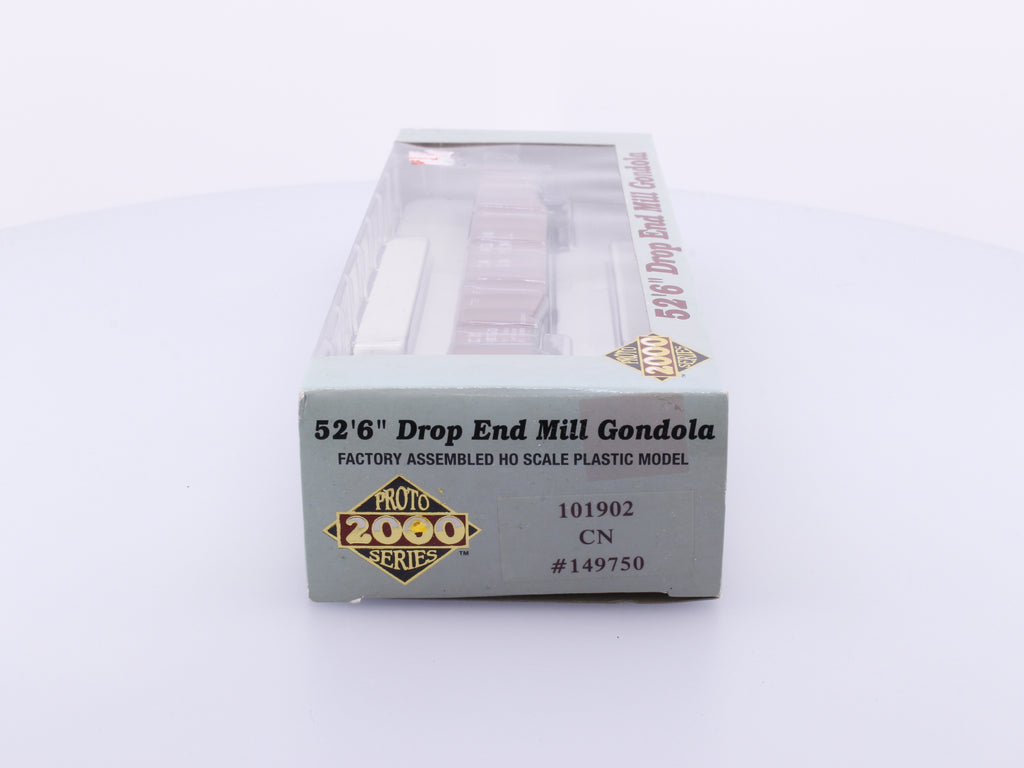 52'6" Drop End Mill Gondola
PROTO
2000
SERIES
52'6" Drop End Mill Gondola
FACTORY ASSEMBLED HO SCALE PLASTIC MODEL
PROTO
2000
SERIES
™
101902
CN
#149750